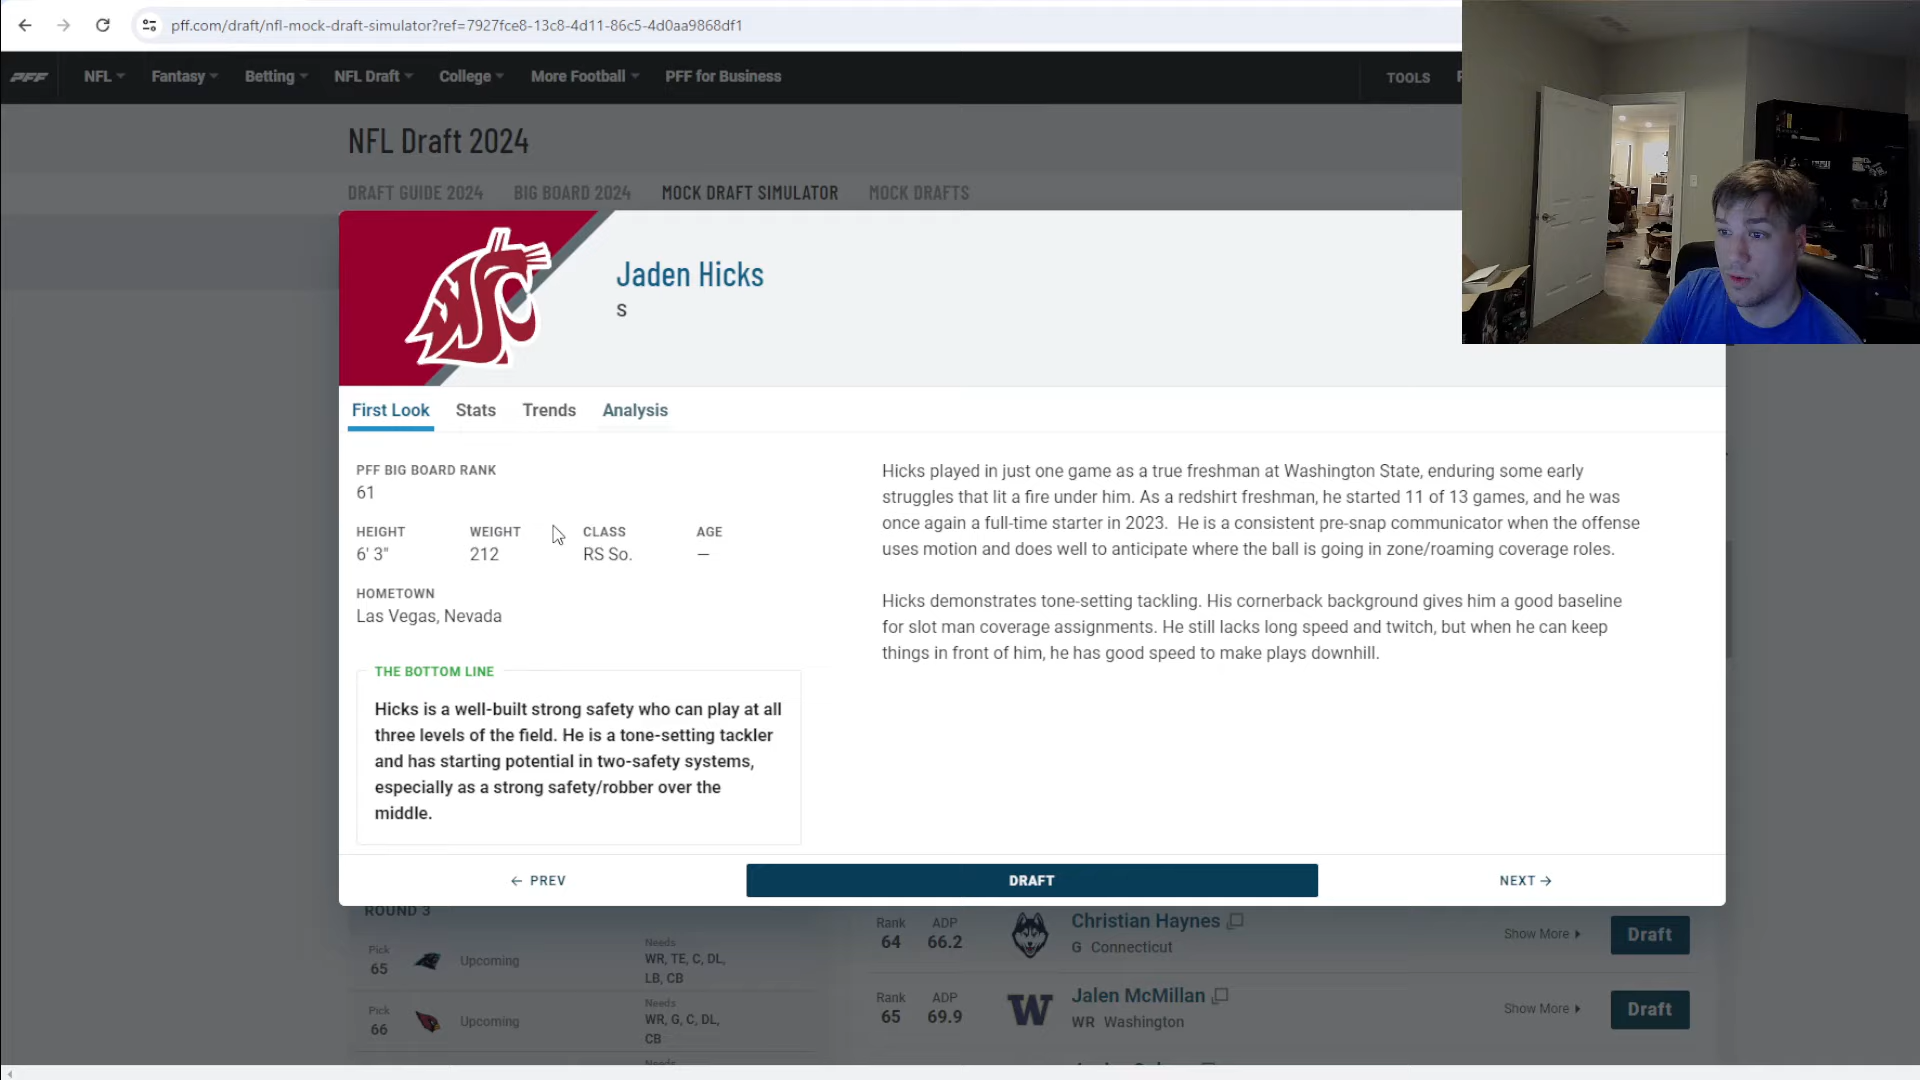 pff.com/draft/nfl-mock-draft-simulator?ref=7927fce8-13c8-4d11-86c5-4d0aa9868df1
PFF NFL Fantasy Betting NFL Draft College More Football PFF for Business TOOLS
NFL Draft 2024
DRAFT GUIDE 2024 BIG BOARD 2024 MOCK DRAFT SIMULATOR MOCK DRAFTS
Jaden Hicks
S
First Look Stats Trends Analysis
PFF BIG BOARD RANK
61
HEIGHT WEIGHT CLASS AGE
6' 3" 212 RS So. —
HOMETOWN
Las Vegas, Nevada
THE BOTTOM LINE
Hicks is a well-built strong safety who can play at all
three levels of the field. He is a tone-setting tackler
and has starting potential in two-safety systems,
especially as a strong safety/robber over the
middle.
Hicks played in just one game as a true freshman at Washington State, enduring some early
struggles that lit a fire under him. As a redshirt freshman, he started 11 of 13 games, and he was
once again a full-time starter in 2023. He is a consistent pre-snap communicator when the offense
uses motion and does well to anticipate where the ball is going in zone/roaming coverage roles.
Hicks demonstrates tone-setting tackling. His cornerback background gives him a good baseline
for slot man coverage assignments. He still lacks long speed and twitch, but when he can keep
things in front of him, he has good speed to make plays downhill.
← PREV DRAFT NEXT →
ROUND 3
Pick
65
Upcoming
Needs
WR, TE, C, DL,
LB, CB
Pick
66
Upcoming
Needs
WR, G, C, DL,
CB
Rank ADP
64 66.2
Christian Haynes
G Connecticut
Show More
Draft
Rank ADP
65 69.9
W
Jalen McMillan
WR Washington
Show More
Draft